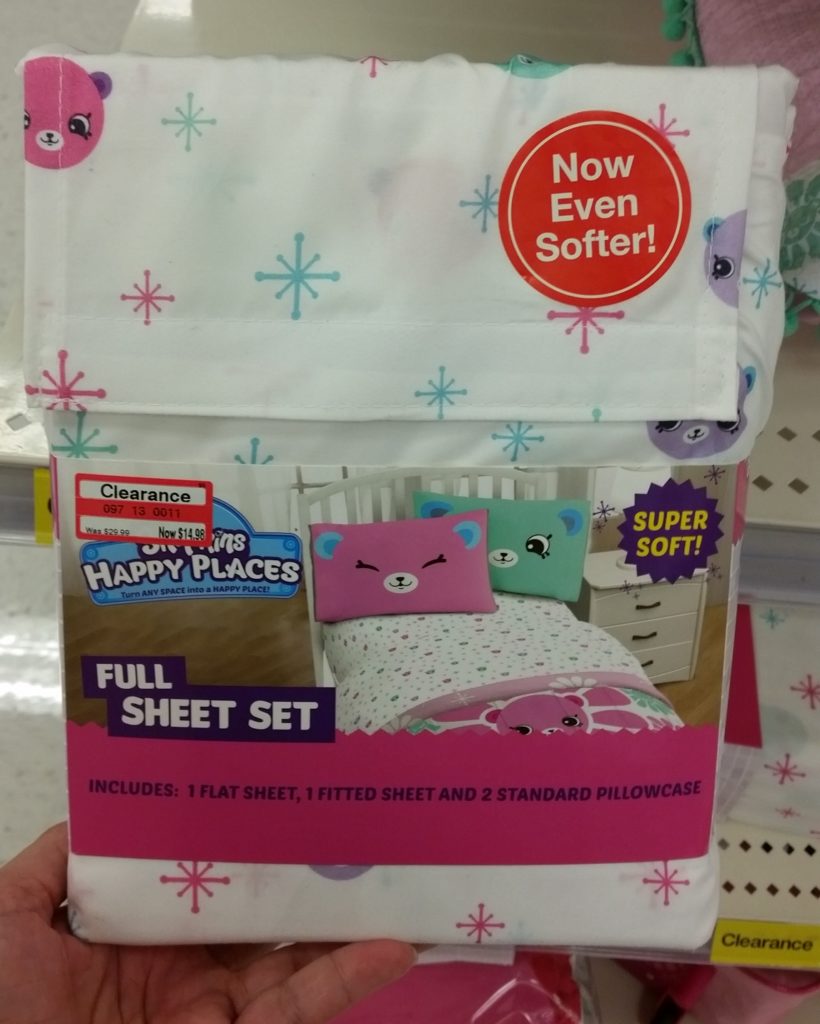 Now
Even
Softer!
Clearance
097 13 0011
Was $29.99 Now $14.98
HAPPY PLACES
Turn ANY SPACE into a HAPPY PLACE!
SUPER
SOFT!
FULL
SHEET SET
INCLUDES: 1 FLAT SHEET, 1 FITTED SHEET AND 2 STANDARD PILLOWCASE
Clearance